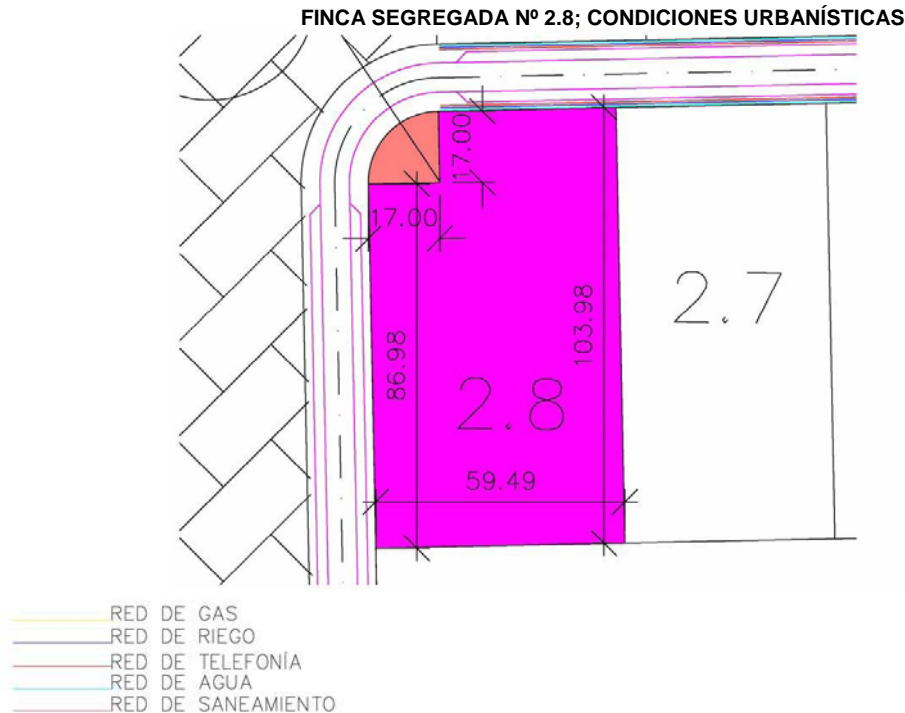 FINCA SEGREGADA Nº 2.8; CONDICIONES URBANÍSTICAS
17.00
17.00
2.7
86.98
103.98
2.8
59.49
RED DE GAS
RED DE RIEGO
RED DE TELEFONÍA
RED DE AGUA
RED DE SANEAMIENTO